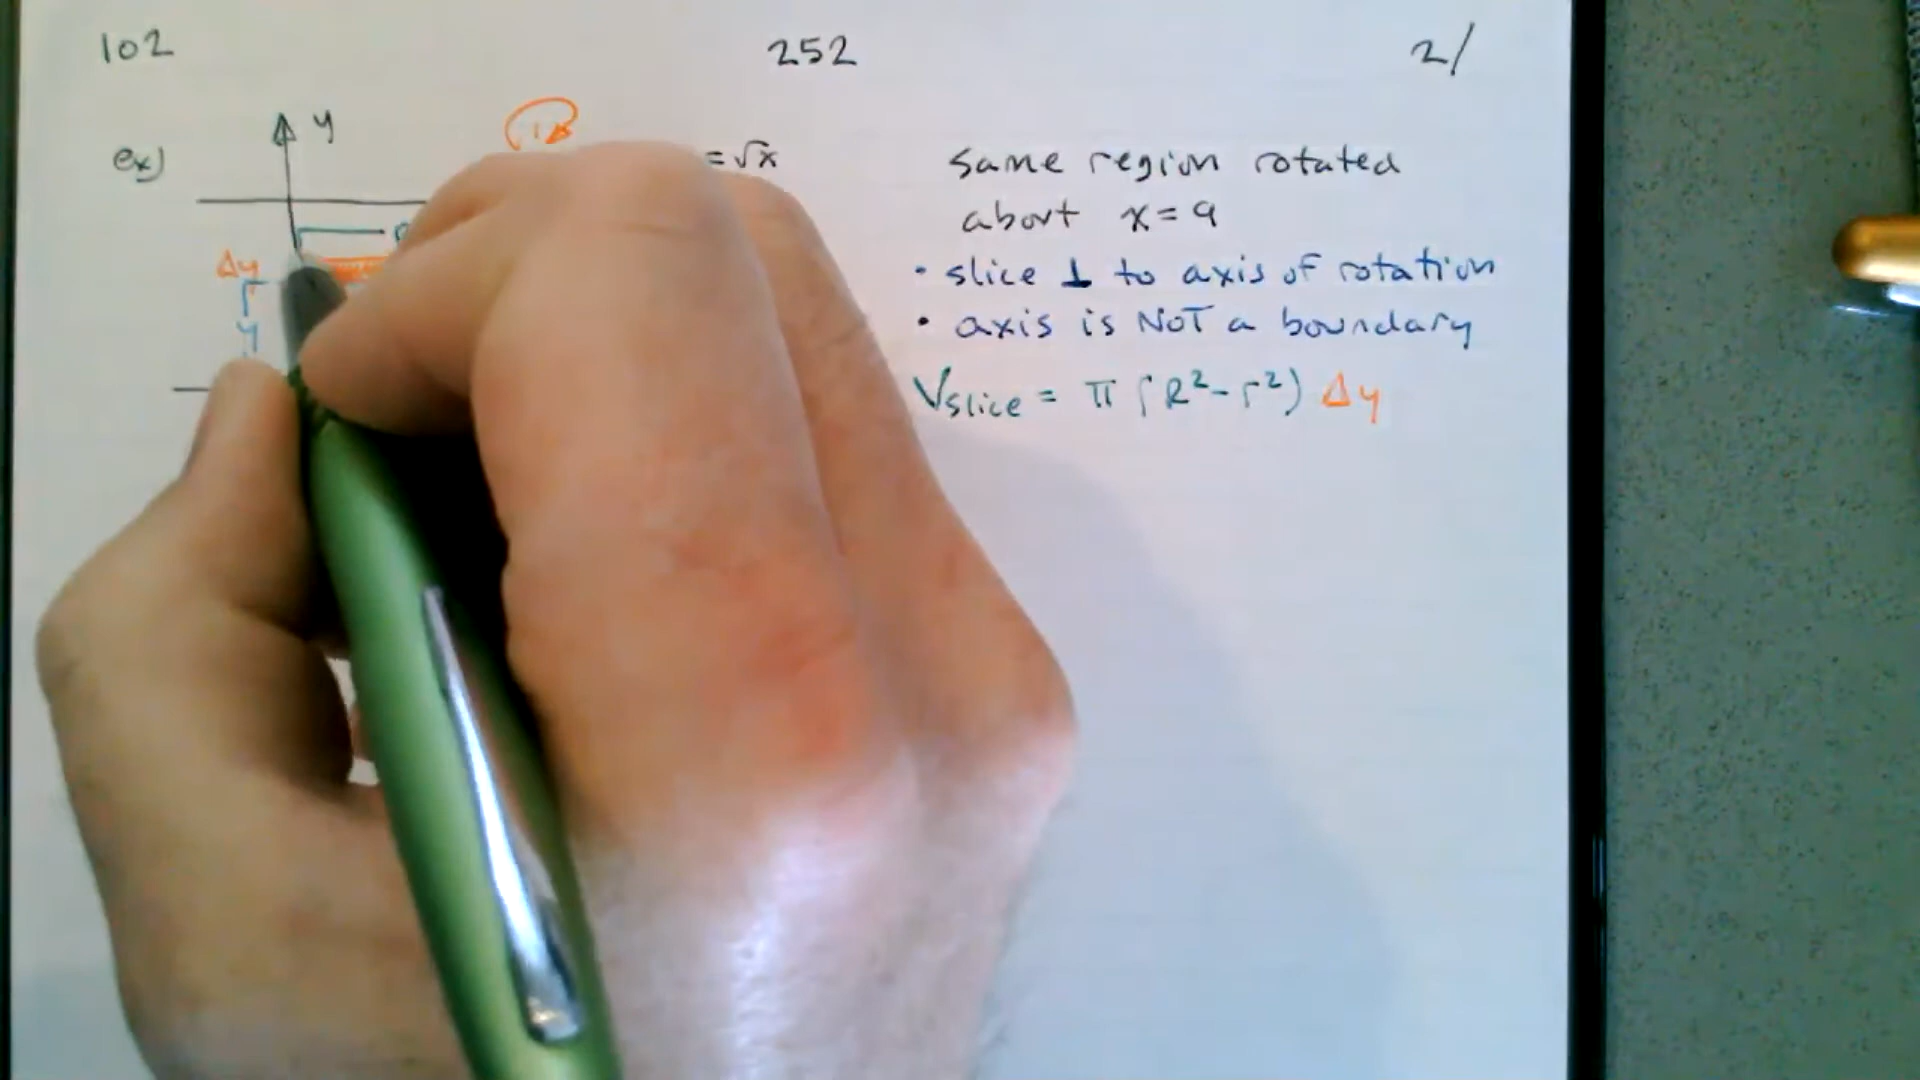 102 252 2/
y
ex)
=√x
Δy
y
same region rotated
about x=9
• slice ⊥ to axis of rotation
• axis is NOT a boundary
Vslice = π (R²-r²) Δy